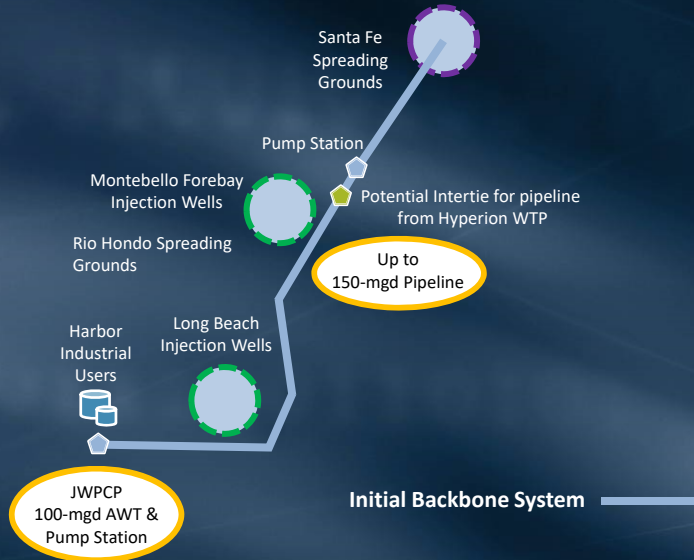 Santa Fe
Spreading
Grounds
Pump Station
Montebello Forebay
Injection Wells
Potential Intertie for pipeline
from Hyperion WTP
Rio Hondo Spreading
Grounds
Up to
150-mgd Pipeline
Harbor
Industrial
Users
Long Beach
Injection Wells
JWPCP
100-mgd AWT &
Pump Station
Initial Backbone System